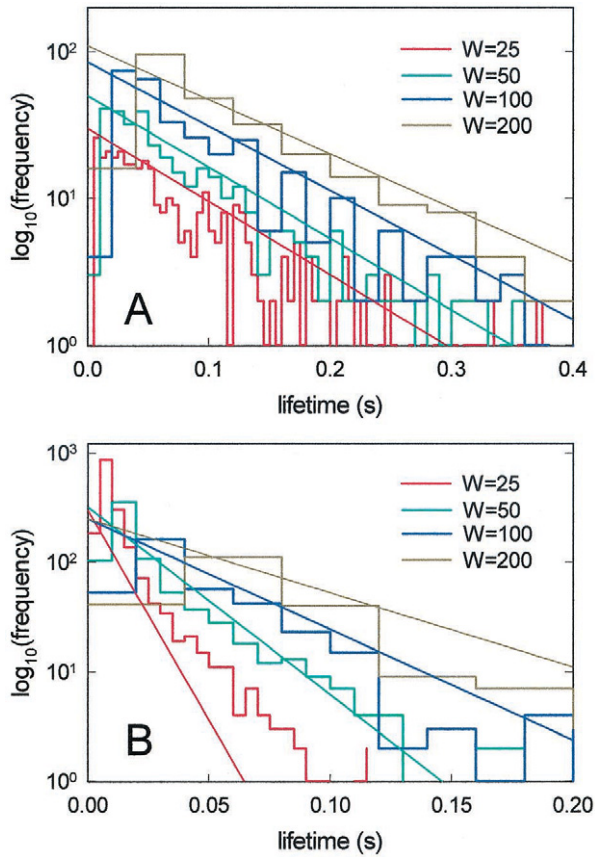 10²
10¹
10⁰
log₁₀(frequency)
W=25
W=50
W=100
W=200
A
0.0 0.1 0.2 0.3 0.4
lifetime (s)
10³
10²
10¹
10⁰
log₁₀(frequency)
W=25
W=50
W=100
W=200
B
0.00 0.05 0.10 0.15 0.20
lifetime (s)